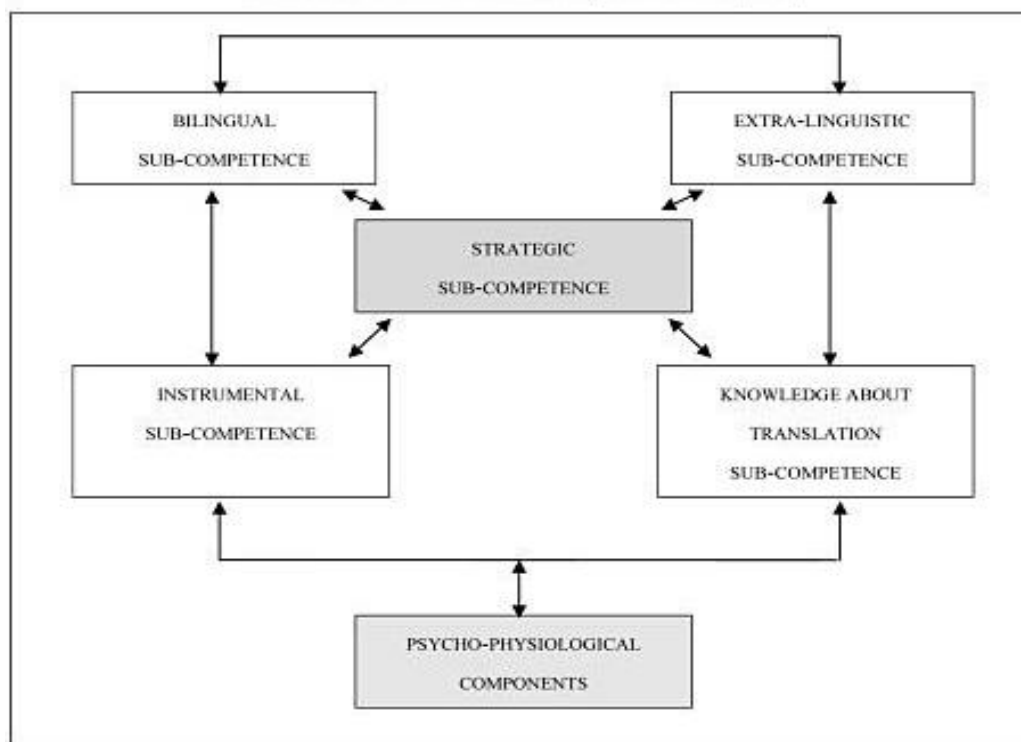 BILINGUAL
SUB-COMPETENCE
EXTRA-LINGUISTIC
SUB-COMPETENCE
STRATEGIC
SUB-COMPETENCE
INSTRUMENTAL
SUB-COMPETENCE
KNOWLEDGE ABOUT
TRANSLATION
SUB-COMPETENCE
PSYCHO-PHYSIOLOGICAL
COMPONENTS